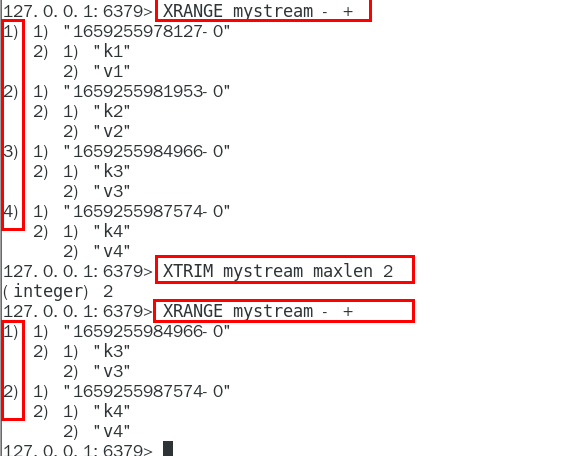 127.0.0.1:6379> XRANGE mystream - +
1) 1) "1659255978127-0"
2) 1) "k1"
2) "v1"
2) 1) "1659255981953-0"
2) 1) "k2"
2) "v2"
3) 1) "1659255984966-0"
2) 1) "k3"
2) "v3"
4) 1) "1659255987574-0"
2) 1) "k4"
2) "v4"
127.0.0.1:6379> XTRIM mystream maxlen 2
(integer) 2
127.0.0.1:6379> XRANGE mystream - +
1) 1) "1659255984966-0"
2) 1) "k3"
2) "v3"
2) 1) "1659255987574-0"
2) 1) "k4"
2) "v4"
127.0.0.1:6379>